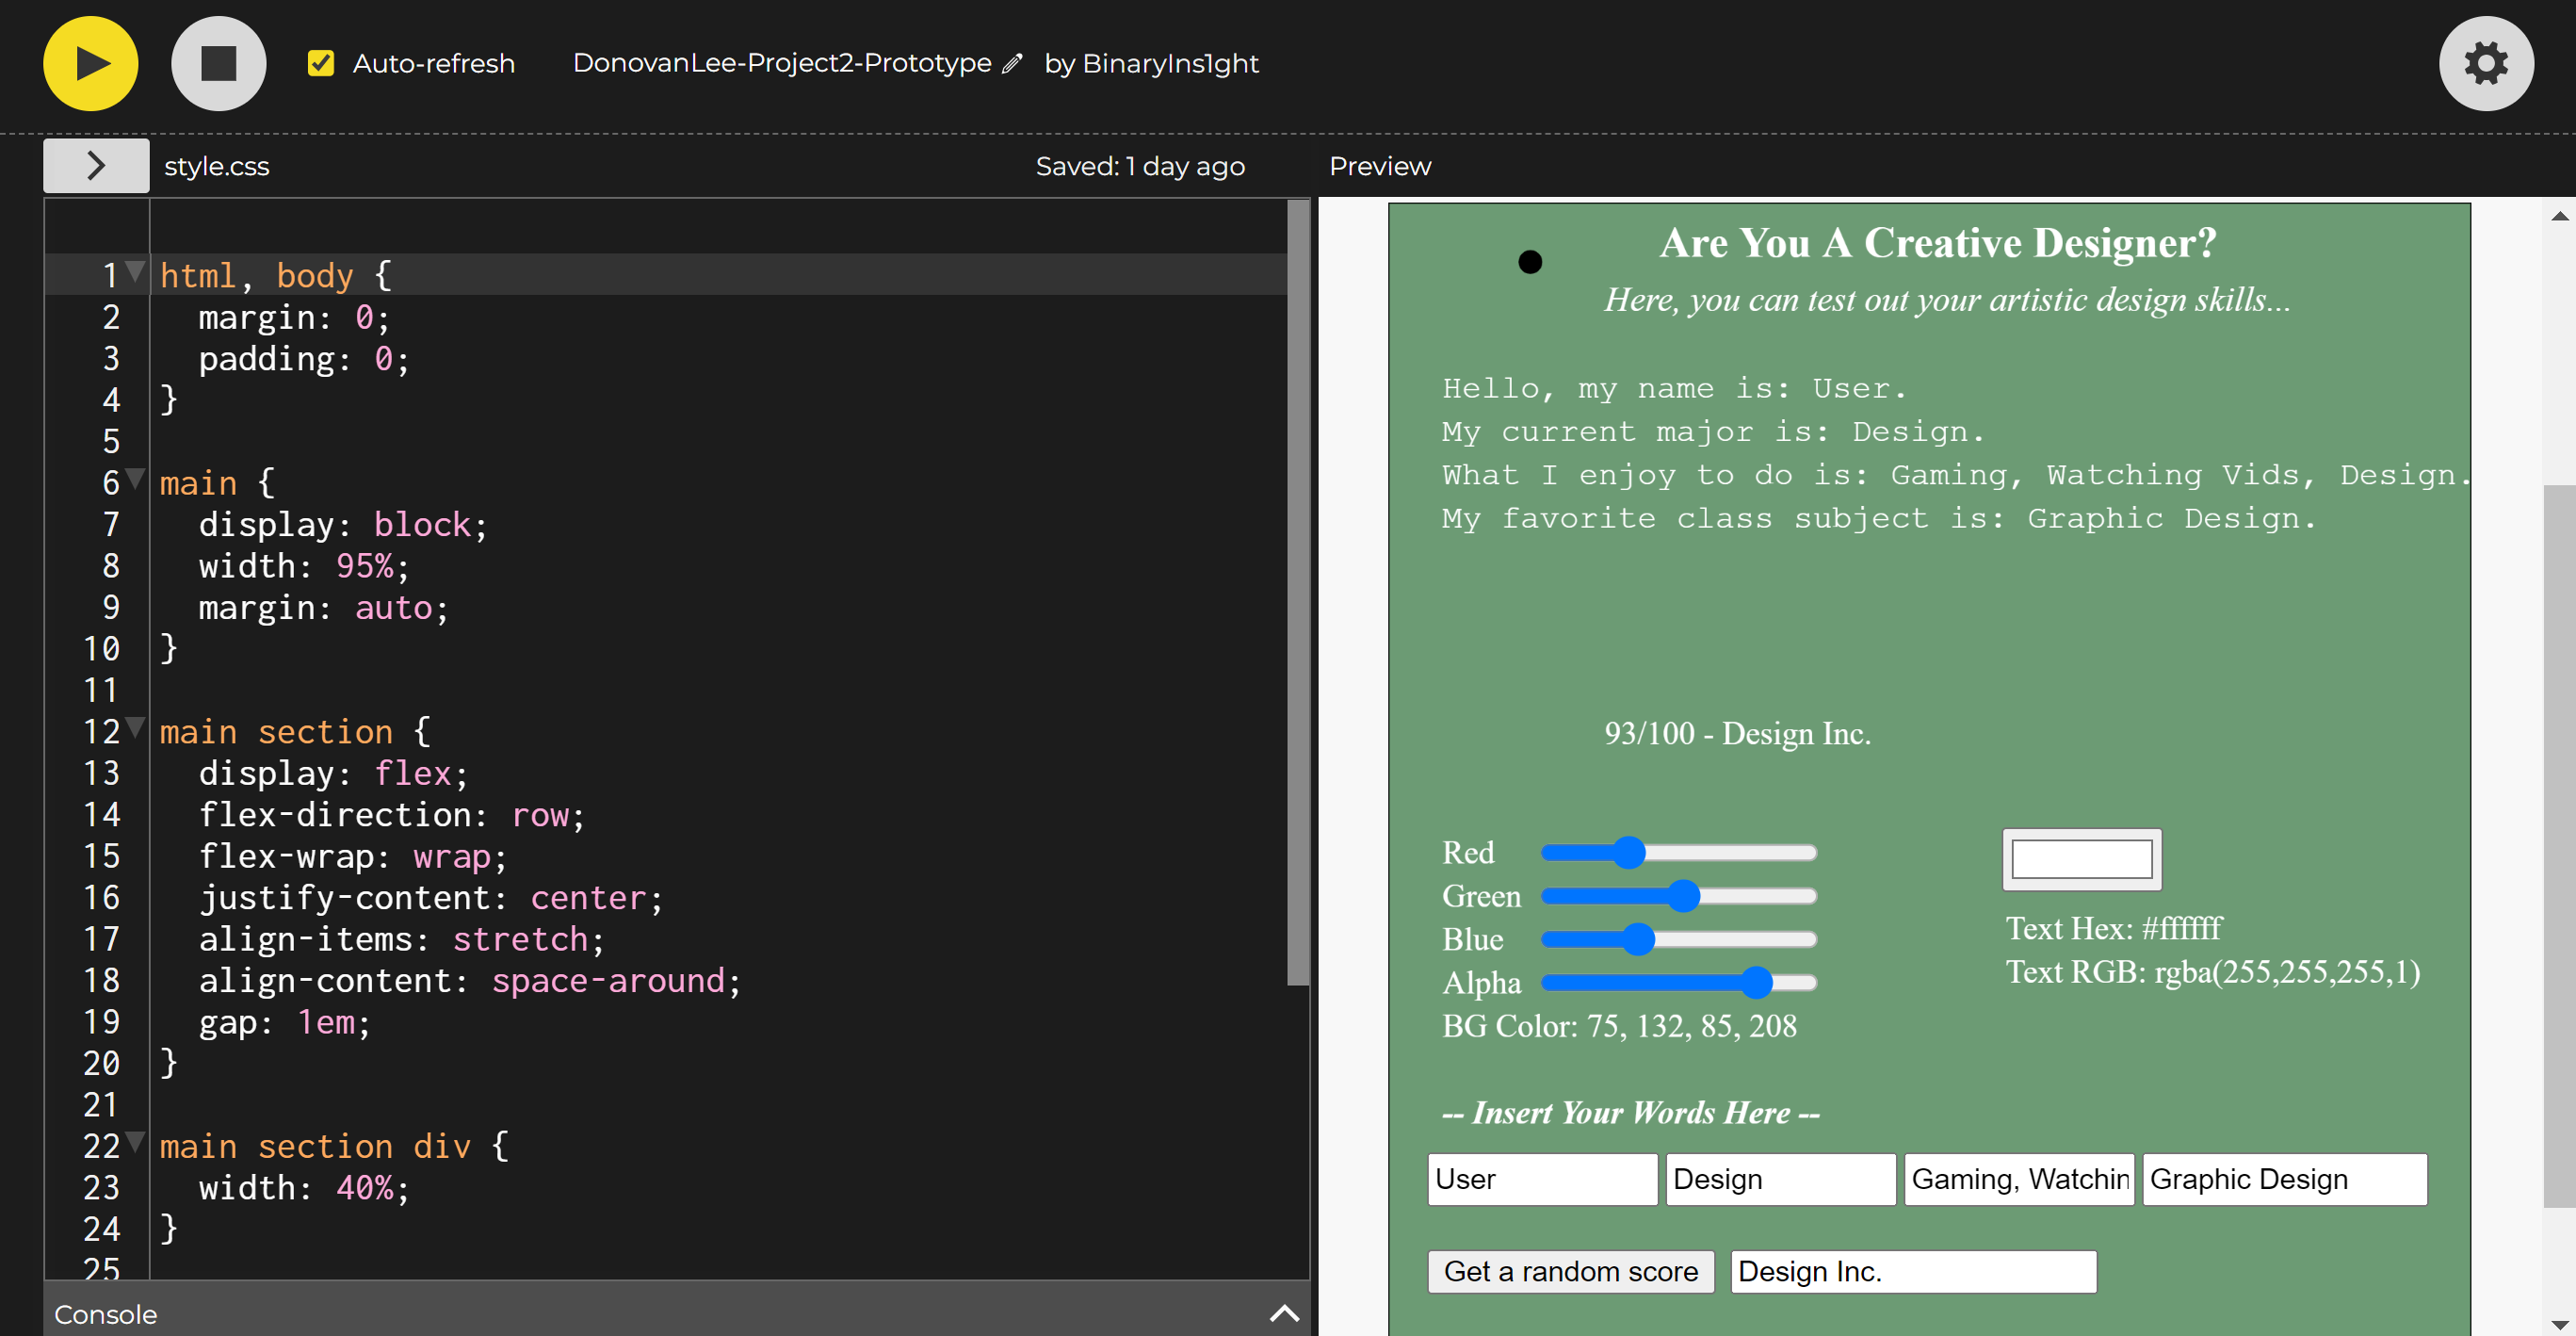 Auto-refresh
DonovanLee-Project2-Prototype by BinaryIns1ght
style.css
Saved: 1 day ago
Preview
1 html, body {
2 margin: 0;
3 padding: 0;
4 }
5
6 main {
7 display: block;
8 width: 95%;
9 margin: auto;
10 }
11
12 main section {
13 display: flex;
14 flex-direction: row;
15 flex-wrap: wrap;
16 justify-content: center;
17 align-items: stretch;
18 align-content: space-around;
19 gap: 1em;
20 }
21
22 main section div {
23 width: 40%;
24 }
25
Console
Are You A Creative Designer?
Here, you can test out your artistic design skills...
Hello, my name is: User.
My current major is: Design.
What I enjoy to do is: Gaming, Watching Vids, Design.
My favorite class subject is: Graphic Design.
93/100 - Design Inc.
Red
Green
Blue
Alpha
BG Color: 75, 132, 85, 208
Text Hex: #ffffff
Text RGB: rgba(255,255,255,1)
-- Insert Your Words Here --
User
Design
Gaming, Watchin
Graphic Design
Get a random score
Design Inc.